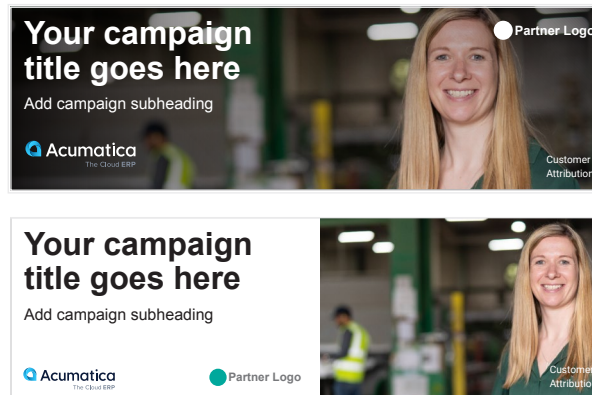 Your campaign
title goes here
Add campaign subheading
Acumatica
The Cloud ERP
Partner Logo
Customer
Attribution
Your campaign
title goes here
Add campaign subheading
Acumatica
The Cloud ERP
Partner Logo
Customer
Attributio